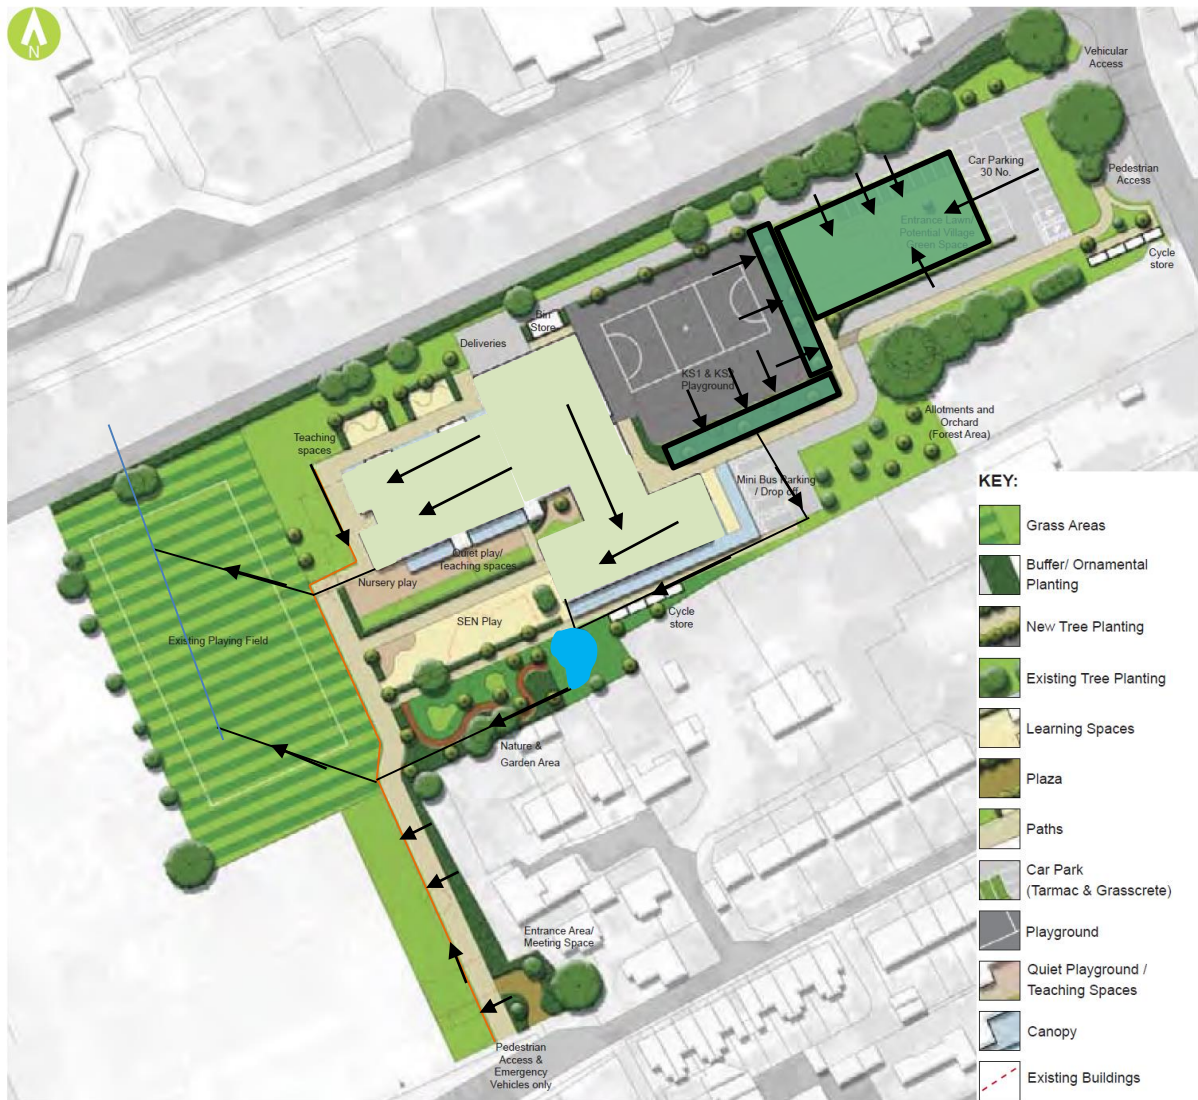 N
Vehicular
Access
Car Parking
30 No.
Pedestrian
Access
Entrance Lawn/
Potential Village
Green Space
Cycle
store
Bin
Store
Deliveries
KS1 & KS2
Playground
Allotments and
Orchard
(Forest Area)
Teaching
spaces
Mini Bus Parking
/ Drop off
Quiet play/
Teaching spaces
Nursery play
SEN Play
Cycle
store
Existing Playing Field
Nature &
Garden Area
Entrance Area/
Meeting Space
Pedestrian
Access &
Emergency
Vehicles only
KEY:
Grass Areas
Buffer/ Ornamental
Planting
New Tree Planting
Existing Tree Planting
Learning Spaces
Plaza
Paths
Car Park
(Tarmac & Grasscrete)
Playground
Quiet Playground /
Teaching Spaces
Canopy
Existing Buildings